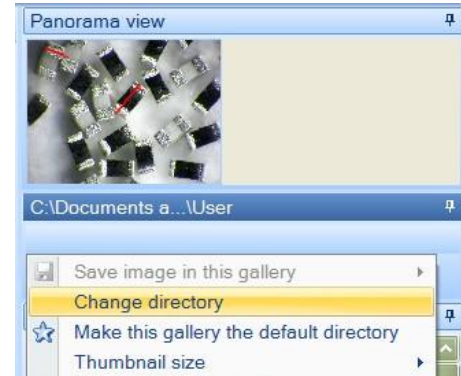 Panorama view
C:\Documents a...\User
Save image in this gallery
Change directory
Make this gallery the default directory
Thumbnail size